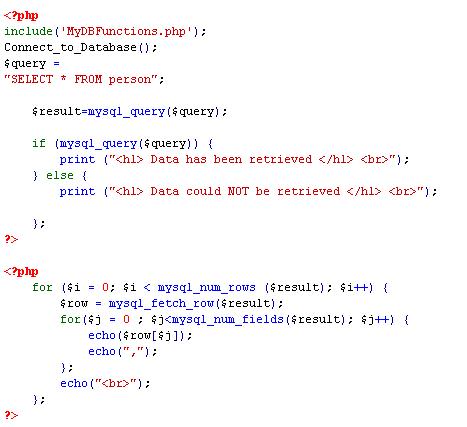 <?php
include('MyDBFunctions.php');
Connect_to_Database();
$query =
"SELECT * FROM person";
$result=mysql_query($query);
if (mysql_query($query)) {
print ("<h1> Data has been retrieved </h1> <br>");
} else {
print ("<h1> Data could NOT be retrieved </h1> <br>");
};
?>
<?php
for ($i = 0; $i < mysql_num_rows ($result); $i++) {
$row = mysql_fetch_row($result);
for($j = 0 ; $j<mysql_num_fields($result); $j++) {
echo($row[$j]);
echo(",");
};
echo("<br>");
};
?>